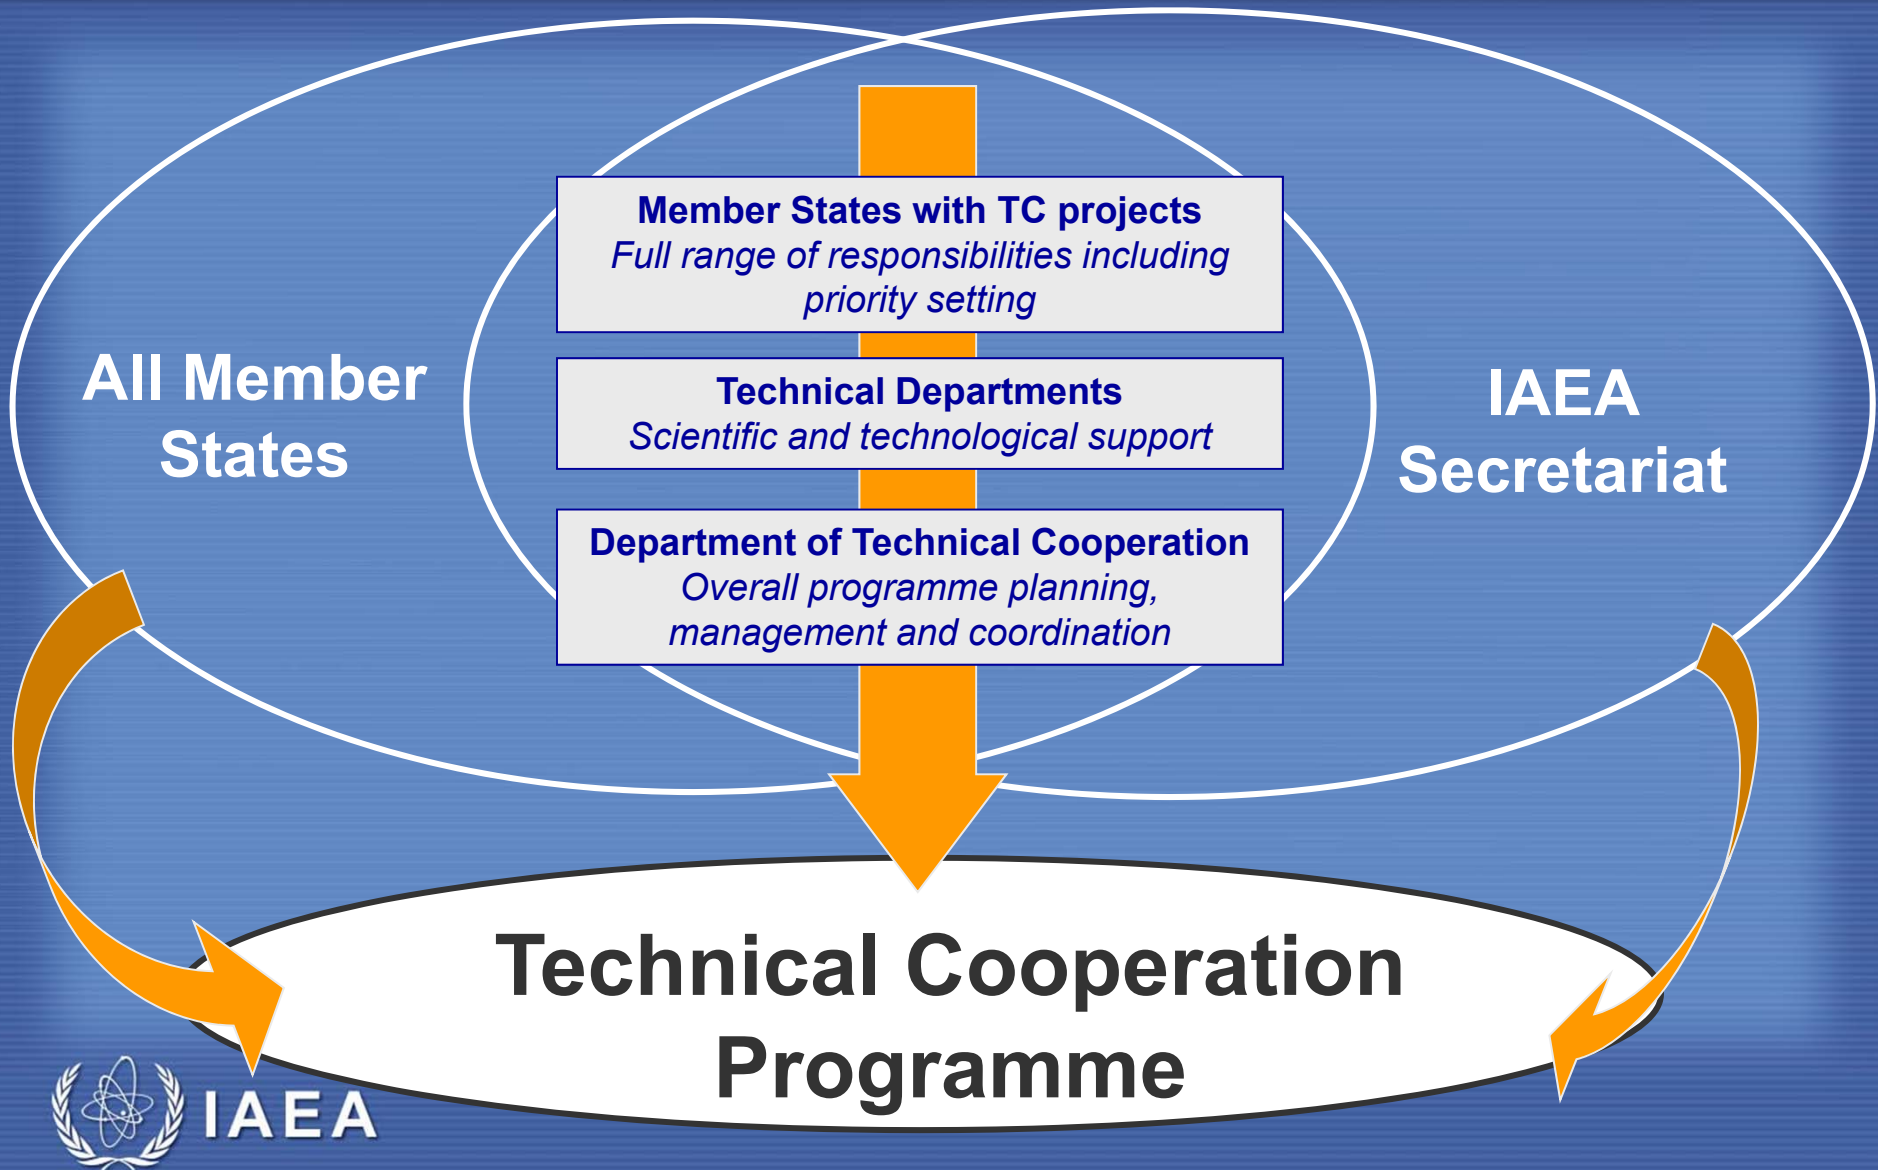 Member States with TC projects
Full range of responsibilities including
priority setting
All Member
States
Technical Departments
Scientific and technological support
IAEA
Secretariat
Department of Technical Cooperation
Overall programme planning,
management and coordination
Technical Cooperation
Programme
IAEA